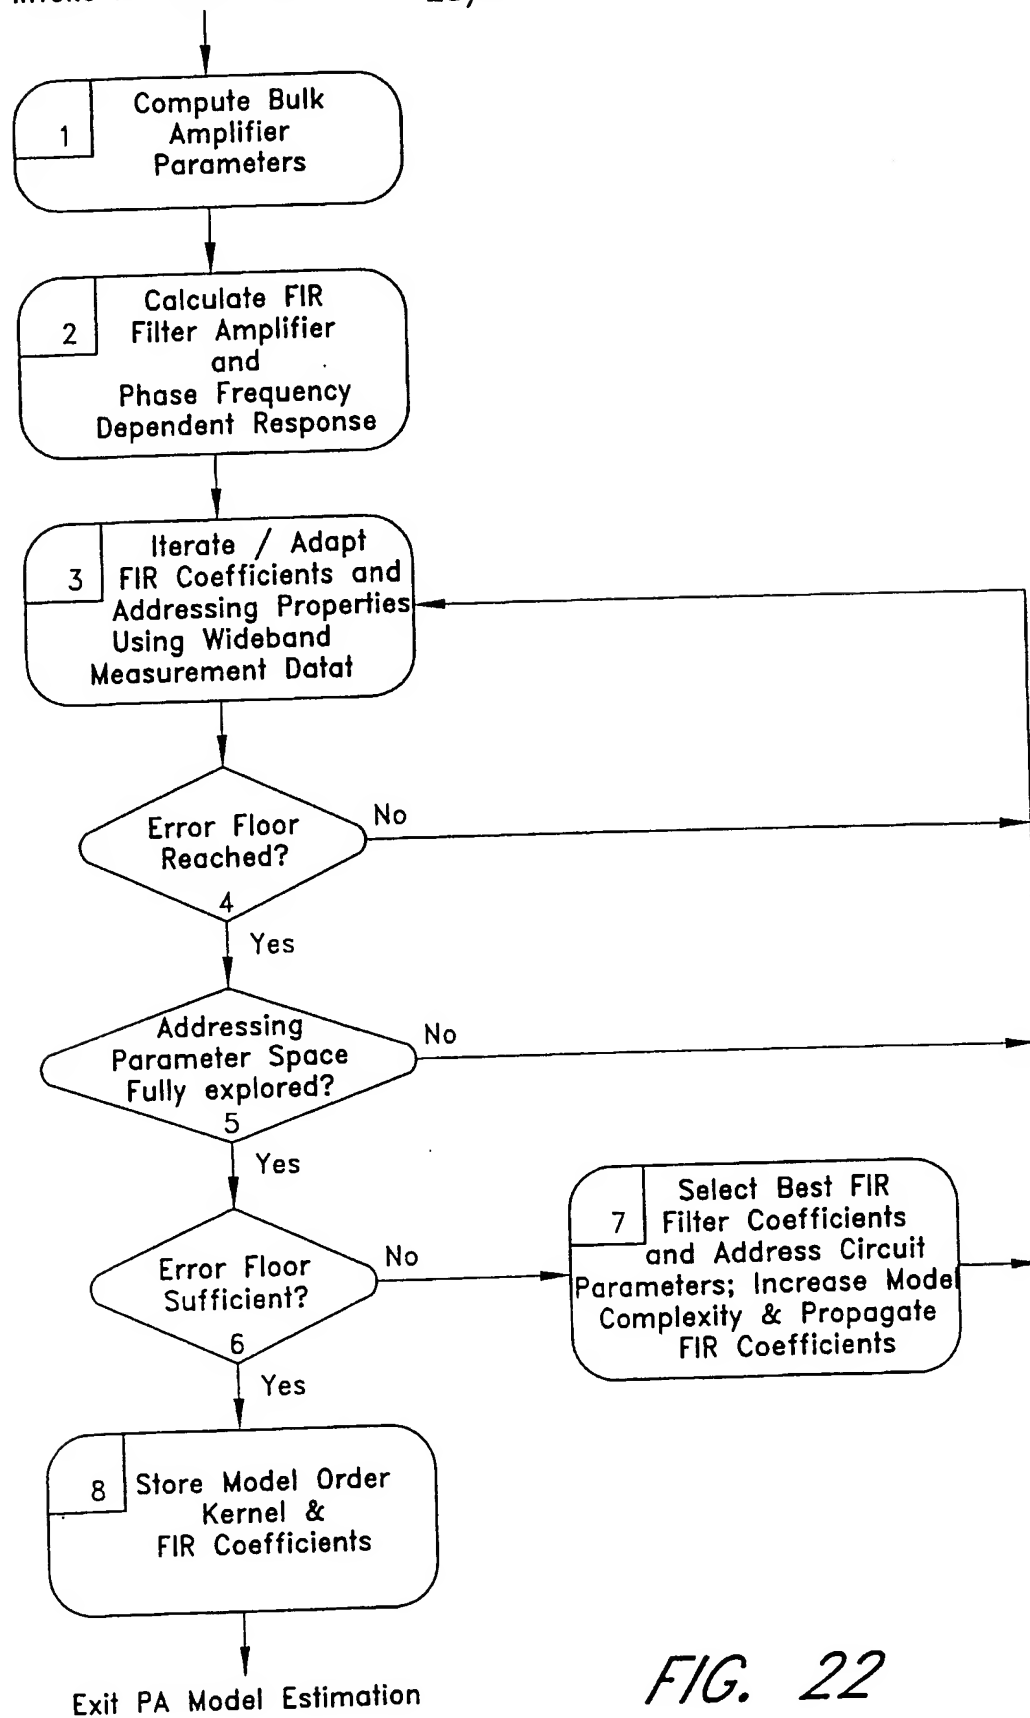 1
Compute Bulk
Amplifier
Parameters
2
Calculate FIR
Filter Amplifier
and
Phase Frequency
Dependent Response
3
Iterate / Adapt
FIR Coefficients and
Addressing Properties
Using Wideband
Measurement Datat
Error Floor
Reached?
4
No
Yes
Addressing
Parameter Space
Fully explored?
5
No
Yes
Error Floor
Sufficient?
6
No
Yes
7
Select Best FIR
Filter Coefficients
and Address Circuit
Parameters; Increase Model
Complexity & Propagate
FIR Coefficients
8
Store Model Order
Kernel &
FIR Coefficients
Exit PA Model Estimation
FIG. 22